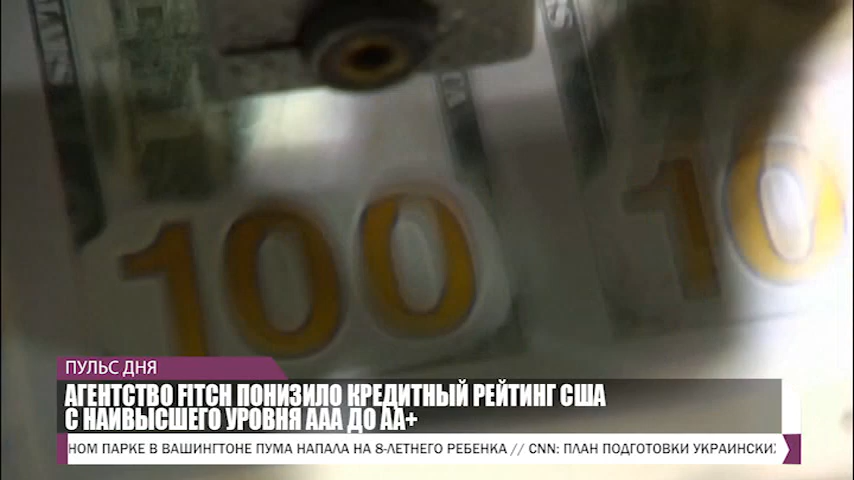 100
10
ПУЛЬС ДНЯ
АГЕНТСТВО FITCH ПОНИЗИЛО КРЕДИТНЫЙ РЕЙТИНГ США
С НАИВЫСШЕГО УРОВНЯ ААА ДО АА+
НОМ ПАРКЕ В ВАШИНГТОНЕ ПУМА НАПАЛА НА 8-ЛЕТНЕГО РЕБЕНКА // CNN: ПЛАН ПОДГОТОВКИ УКРАИНСКИ